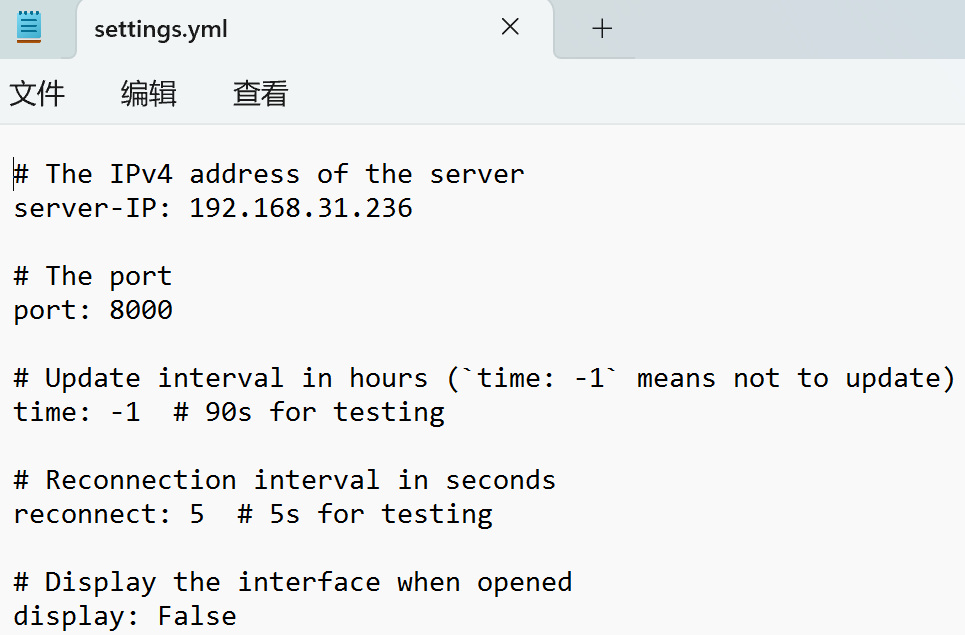 settings.yml
文件 编辑 查看
# The IPv4 address of the server
server-IP: 192.168.31.236
# The port
port: 8000
# Update interval in hours (`time: -1` means not to update)
time: -1  # 90s for testing
# Reconnection interval in seconds
reconnect: 5  # 5s for testing
# Display the interface when opened
display: False